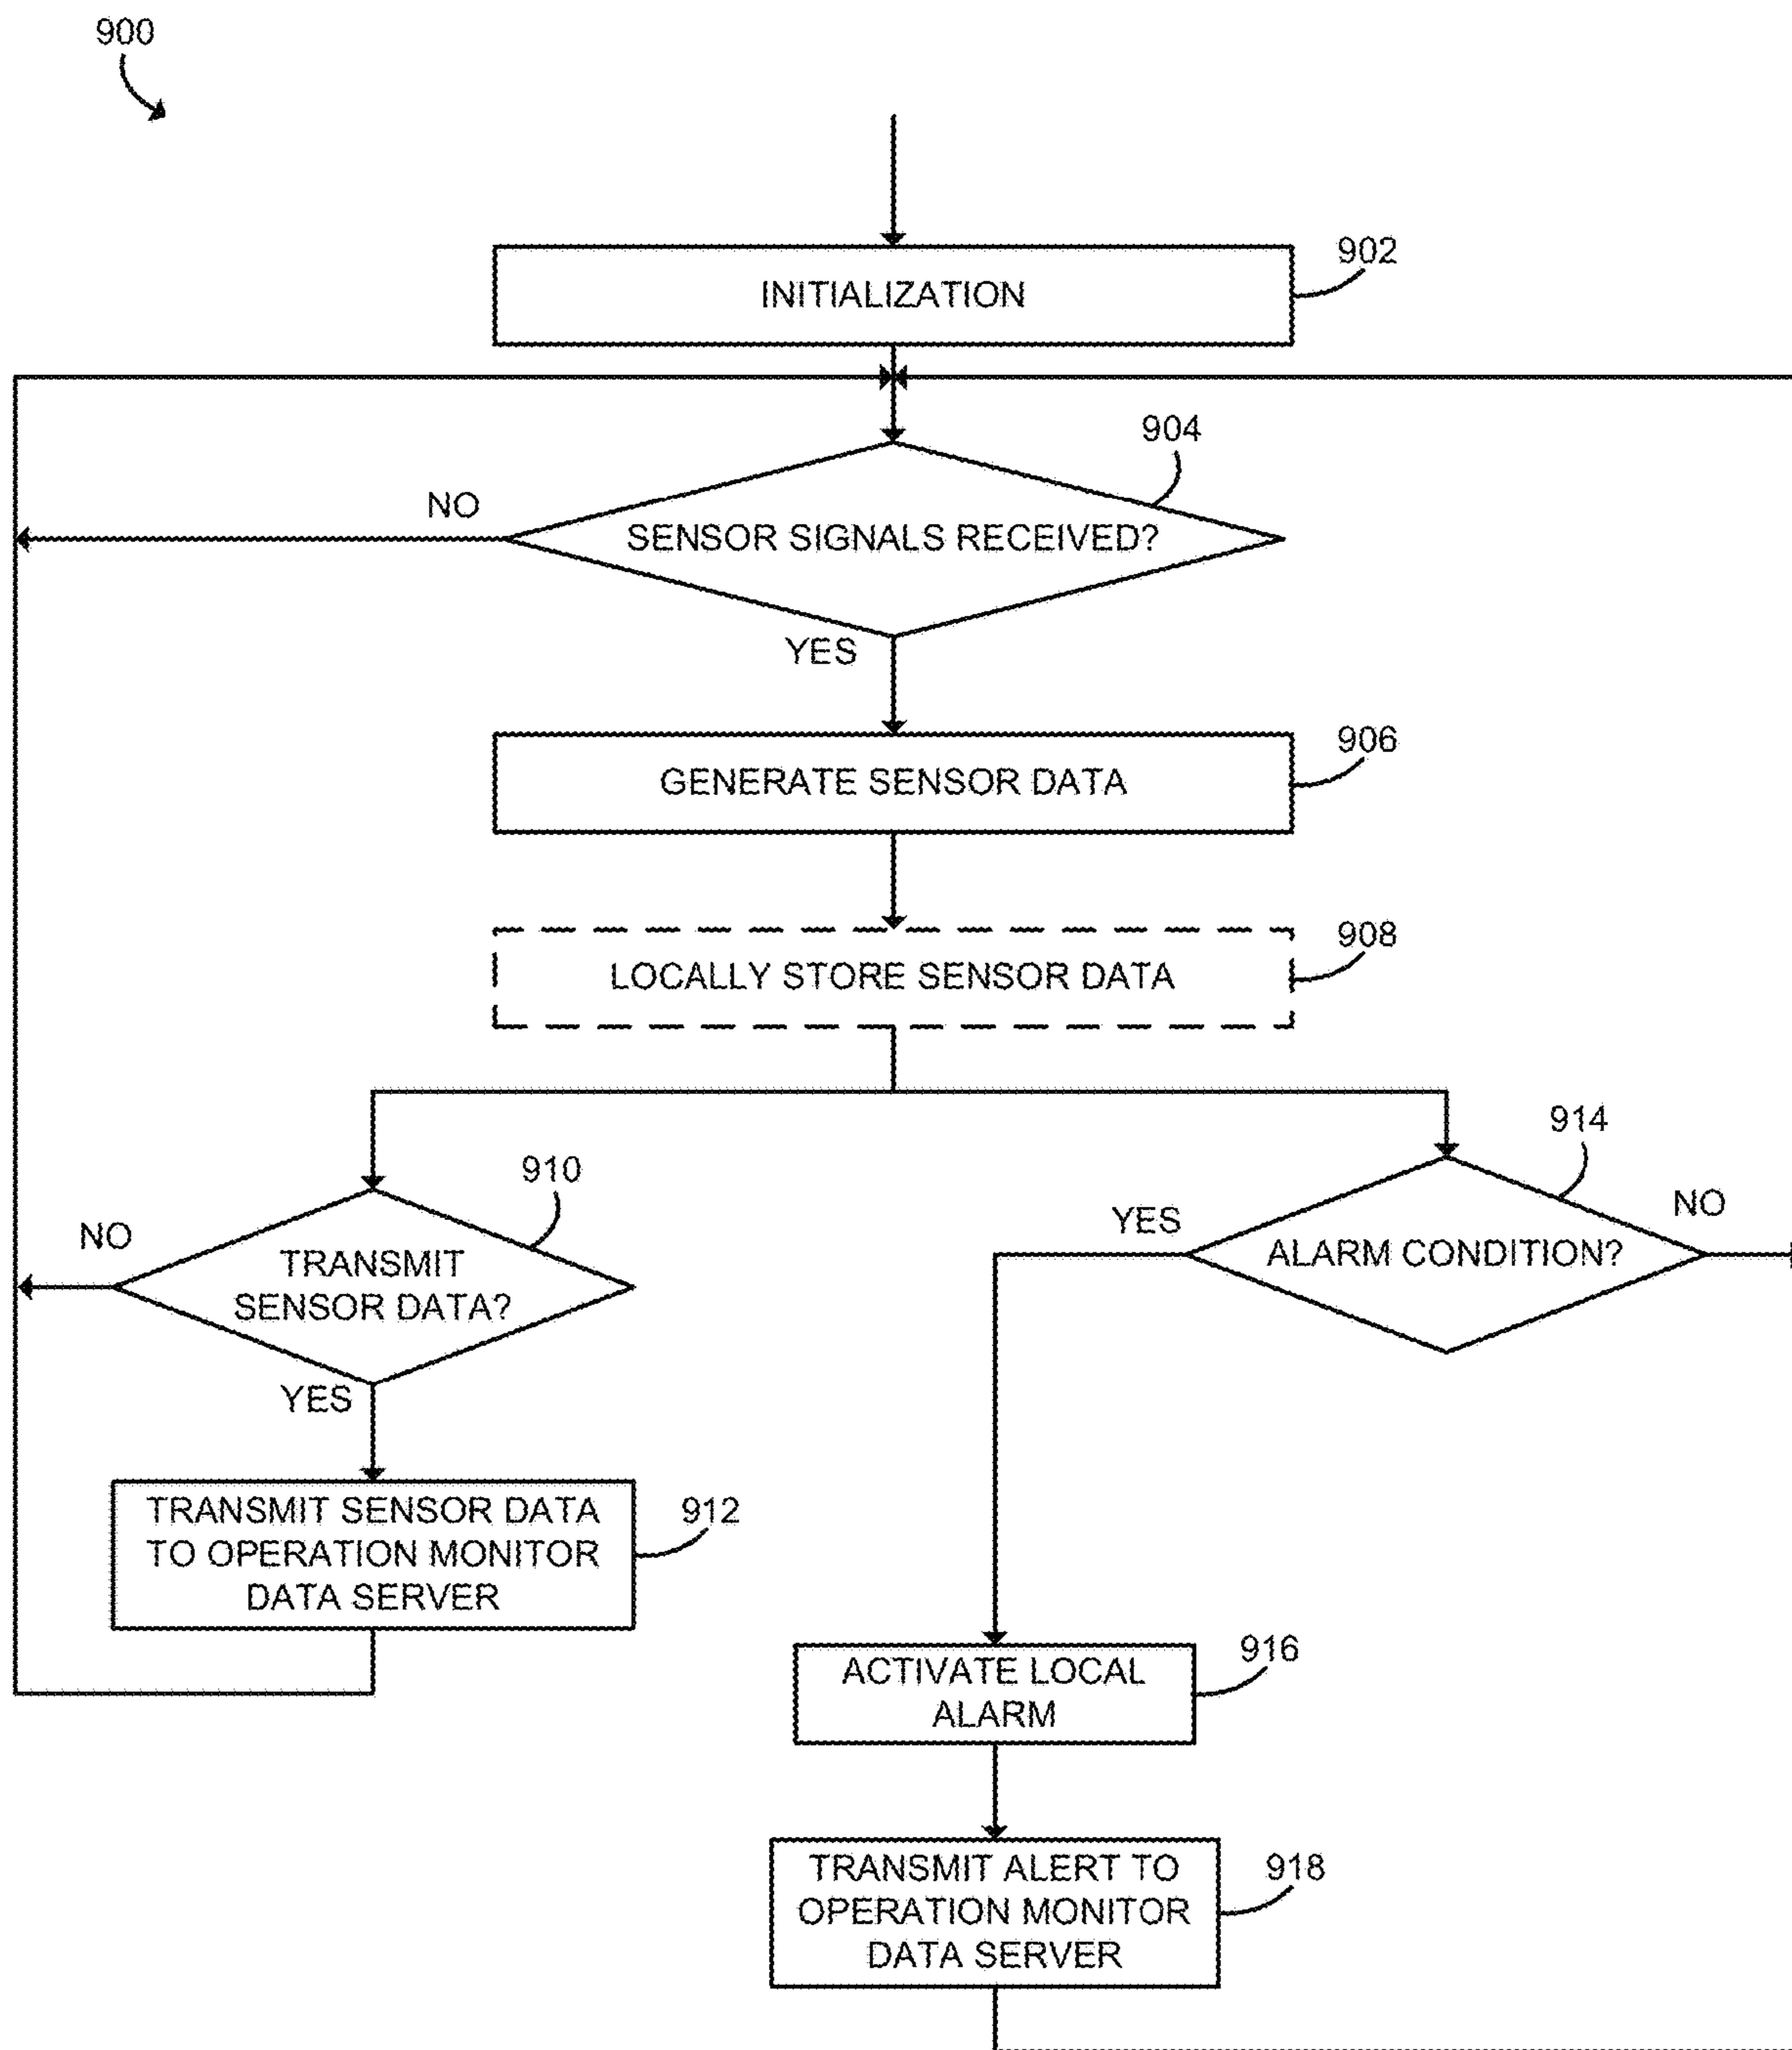 900
902
INITIALIZATION
904
NO
SENSOR SIGNALS RECEIVED?
YES
906
GENERATE SENSOR DATA
908
LOCALLY STORE SENSOR DATA
910
NO
TRANSMIT
SENSOR DATA?
YES
914
YES
NO
ALARM CONDITION?
TRANSMIT SENSOR DATA
TO OPERATION MONITOR
DATA SERVER
912
916
ACTIVATE LOCAL
ALARM
918
TRANSMIT ALERT TO
OPERATION MONITOR
DATA SERVER